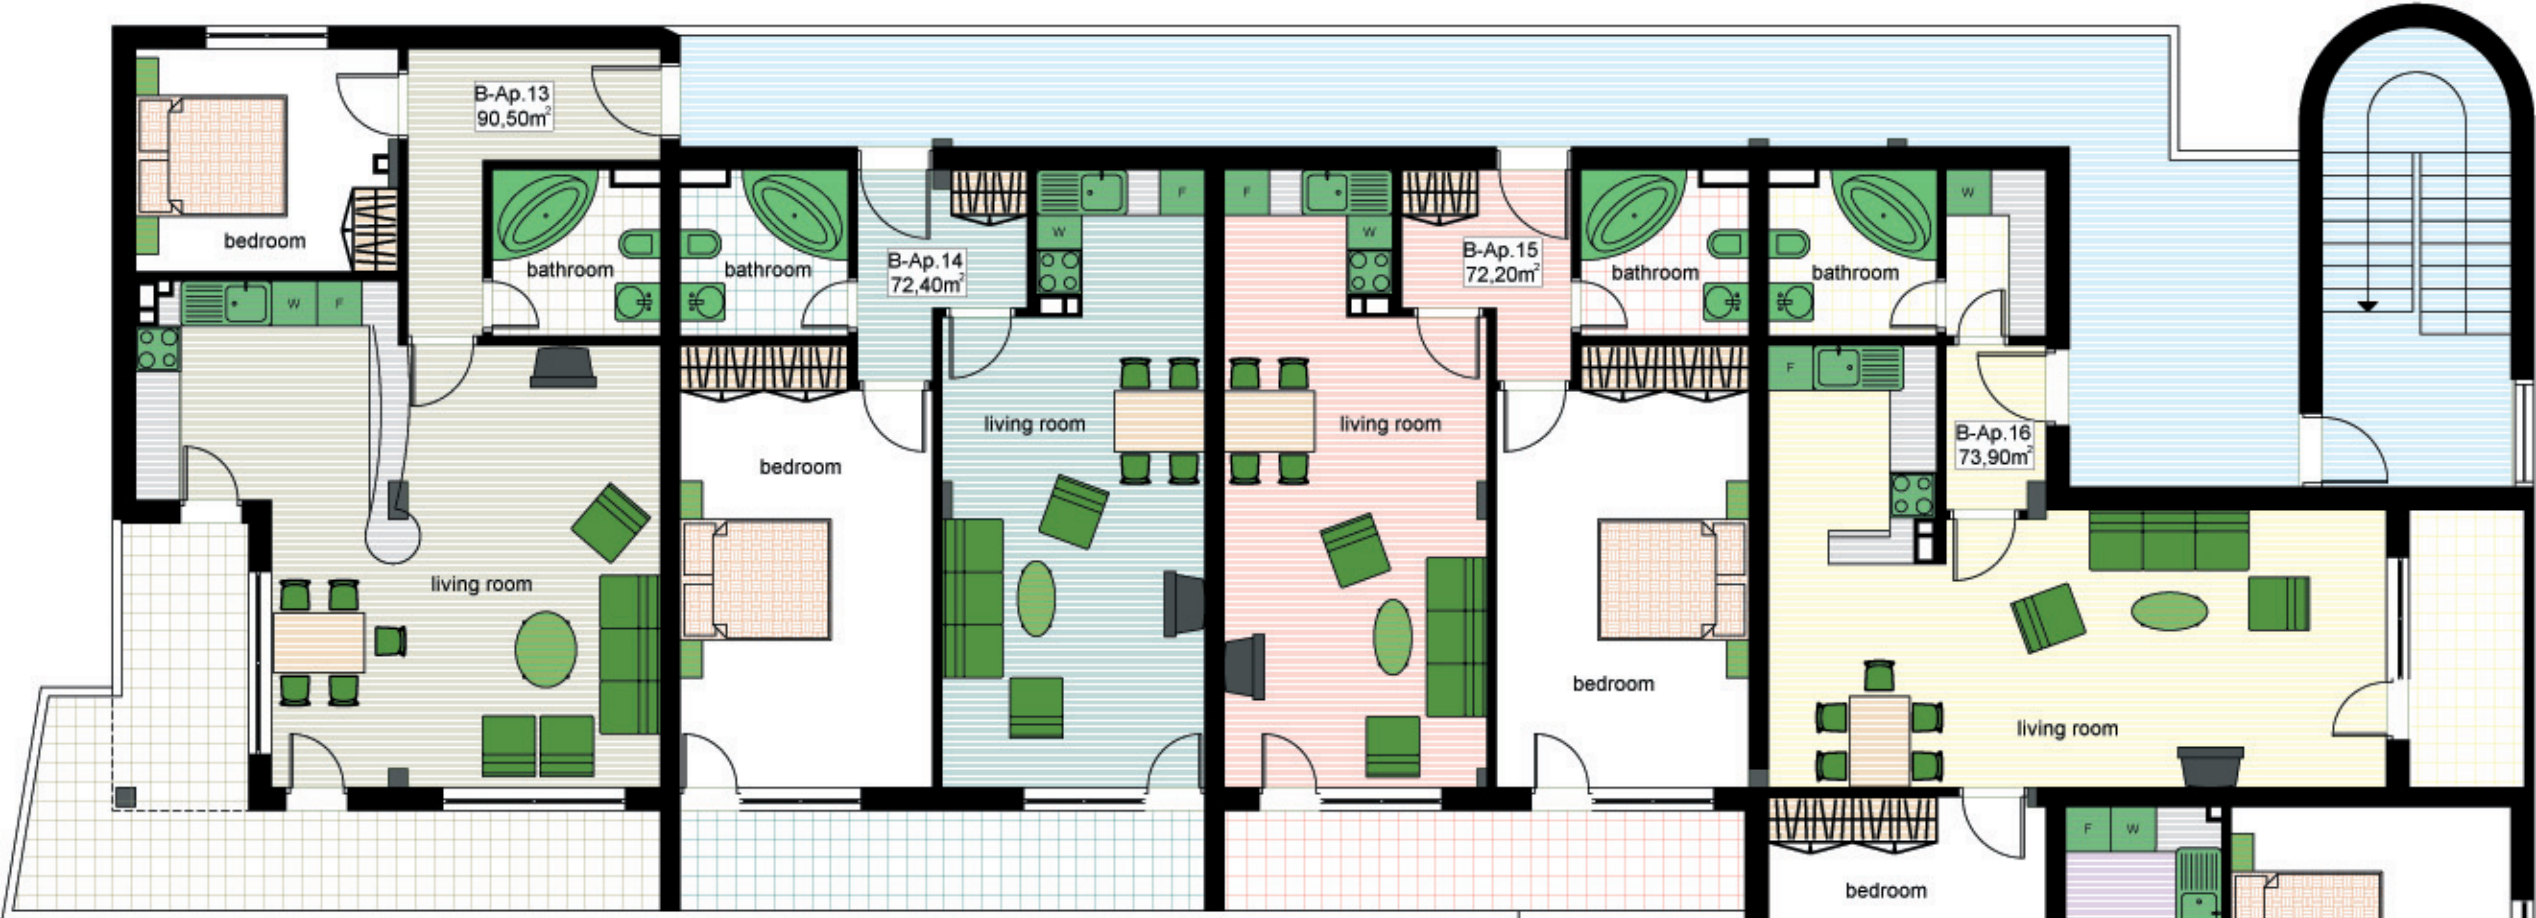 B-Ap.13
90,50m²
bedroom
bathroom
W
F
living room
bathroom
B-Ap.14
72,40m²
F
W
bedroom
living room
F
W
B-Ap.15
72,20m²
bathroom
living room
bedroom
bathroom
W
F
B-Ap.16
73,90m²
living room
bedroom
F
W